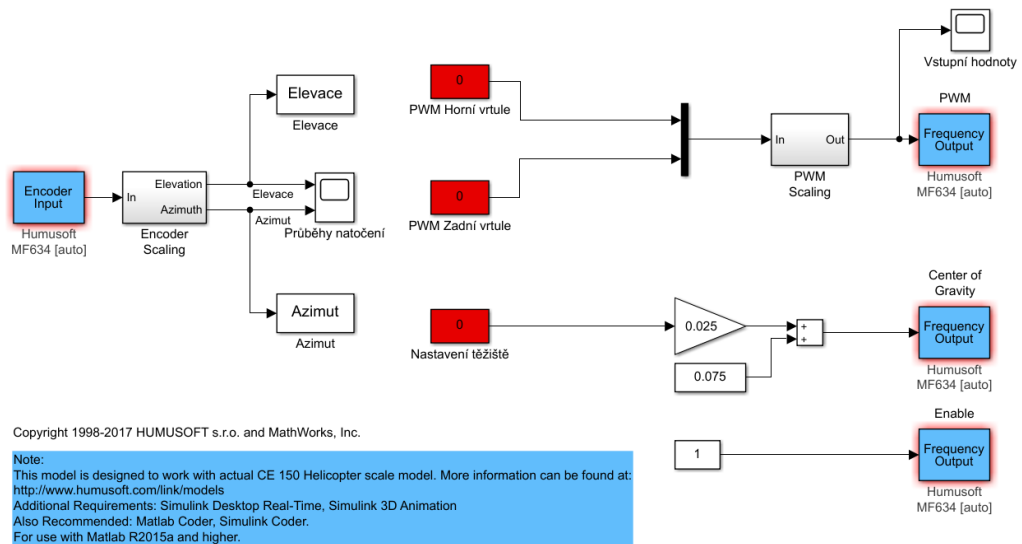 Elevace
Elevace
Encoder
Input
Humusoft
MF634 [auto]
In
Elevation
Azimuth
Encoder
Scaling
Elevace
Azimut
Průběhy natočení
Azimut
Azimut
0
PWM Horní vrtule
0
PWM Zadní vrtule
In
Out
PWM
Scaling
Vstupní hodnoty
PWM
Frequency
Output
Humusoft
MF634 [auto]
0
Nastavení těžiště
0.025
0.075
+
+
Center of
Gravity
Frequency
Output
Humusoft
MF634 [auto]
1
Enable
Frequency
Output
Humusoft
MF634 [auto]
Copyright 1998-2017 HUMUSOFT s.r.o. and MathWorks, Inc.
Note:
This model is designed to work with actual CE 150 Helicopter scale model. More information can be found at:
http://www.humusoft.com/link/models
Additional Requirements: Simulink Desktop Real-Time, Simulink 3D Animation
Also Recommended: Matlab Coder, Simulink Coder.
For use with Matlab R2015a and higher.